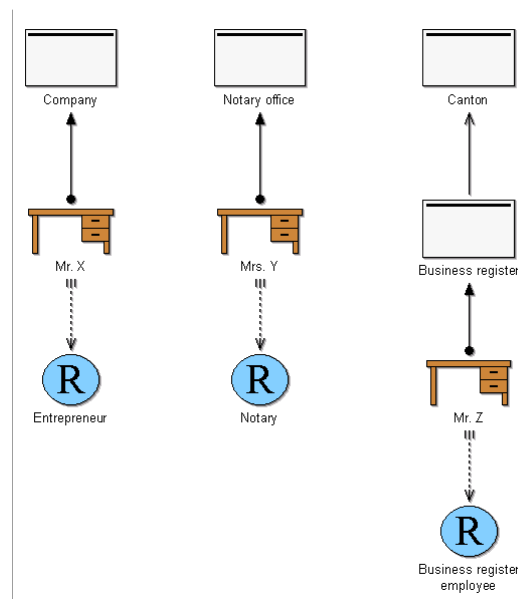 Company
Notary office
Canton
Mr. X
Mrs. Y
Business register
R
R
Entrepreneur
Notary
Mr. Z
R
Business register
employee